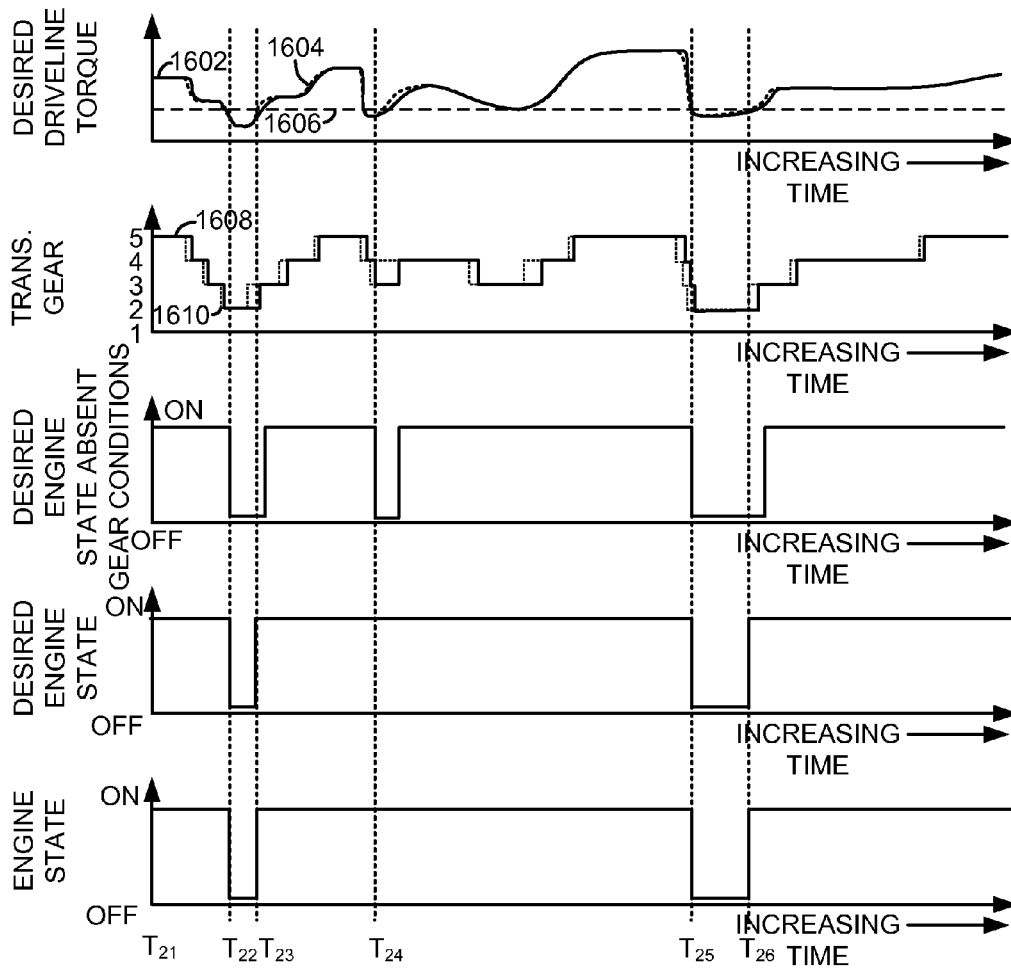 DESIRED
DRIVELINE
TORQUE
1602
1604
1606
INCREASING
TIME
TRANS.
GEAR
5
4
3
2
1
1608
1610
INCREASING
TIME
DESIRED
ENGINE
STATE ABSENT
GEAR CONDITIONS
ON
OFF
INCREASING
TIME
DESIRED
ENGINE
STATE
ON
OFF
INCREASING
TIME
ENGINE
STATE
ON
OFF
INCREASING
TIME
T21
T22
T23
T24
T25
T26